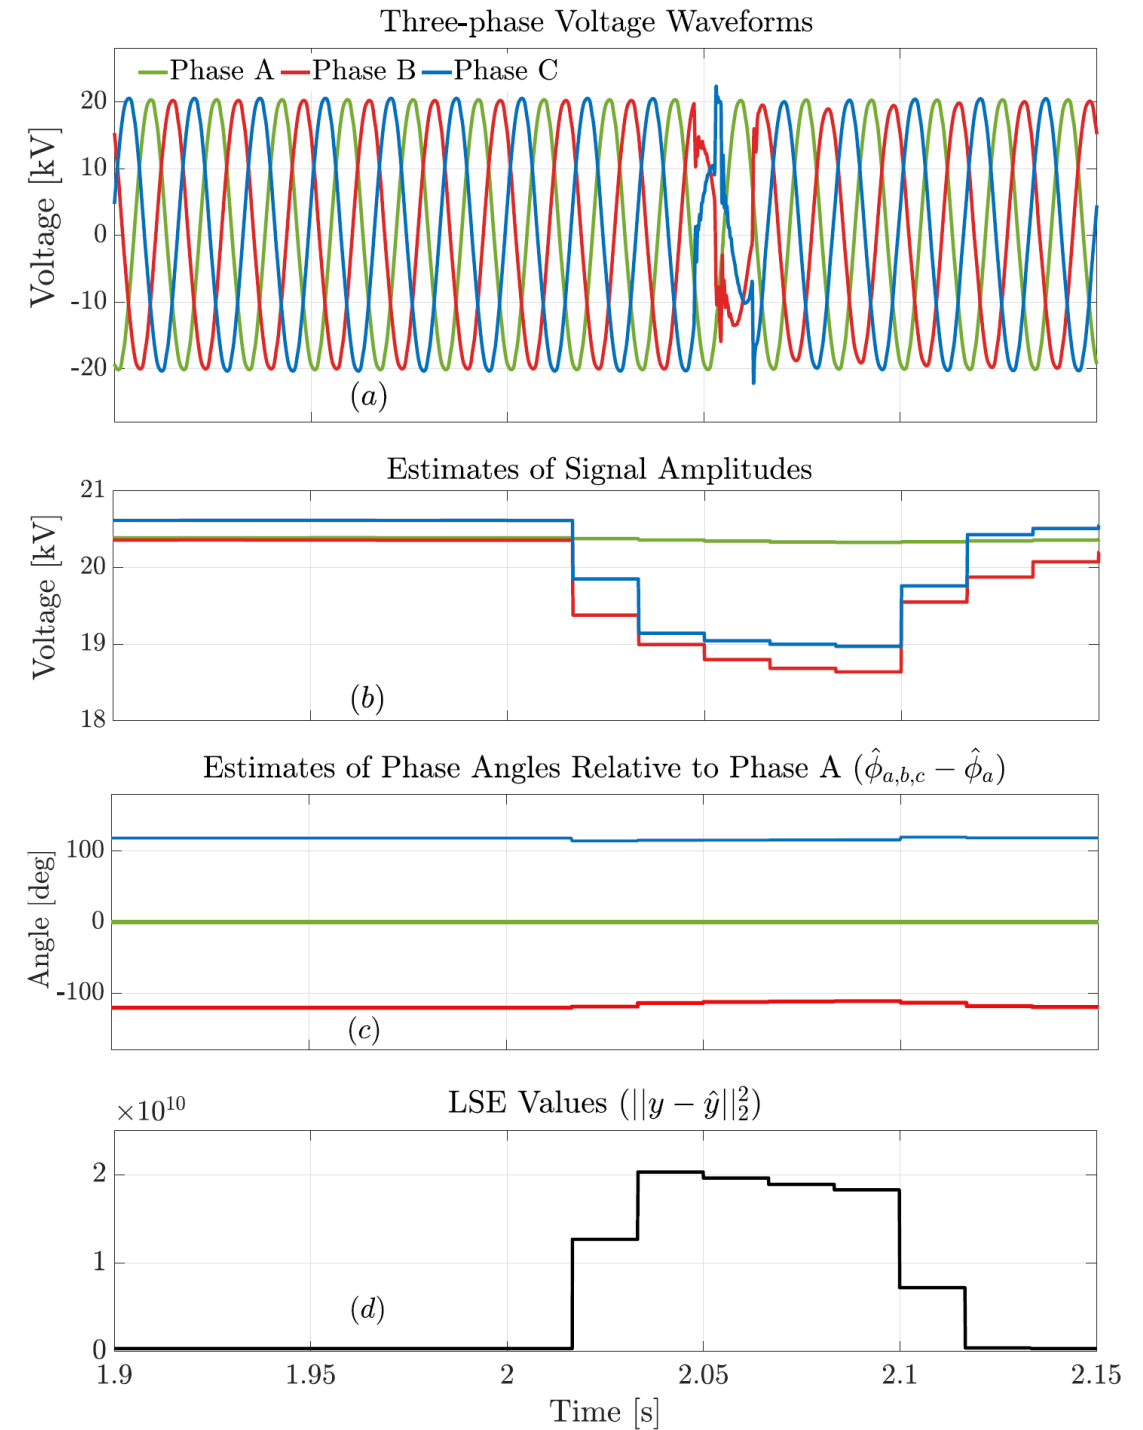 Three-phase Voltage Waveforms
Phase A Phase B Phase C
Voltage [kV]
20
10
0
-10
-20
(a)
Estimates of Signal Amplitudes
Voltage [kV]
21
20
19
18
(b)
Estimates of Phase Angles Relative to Phase A (ϕ̂a,b,c − ϕ̂a)
Angle [deg]
100
0
-100
(c)
LSE Values (||y − ŷ||₂²)
×10¹⁰
2
1
0
(d)
1.9 1.95 2 2.05 2.1 2.15
Time [s]